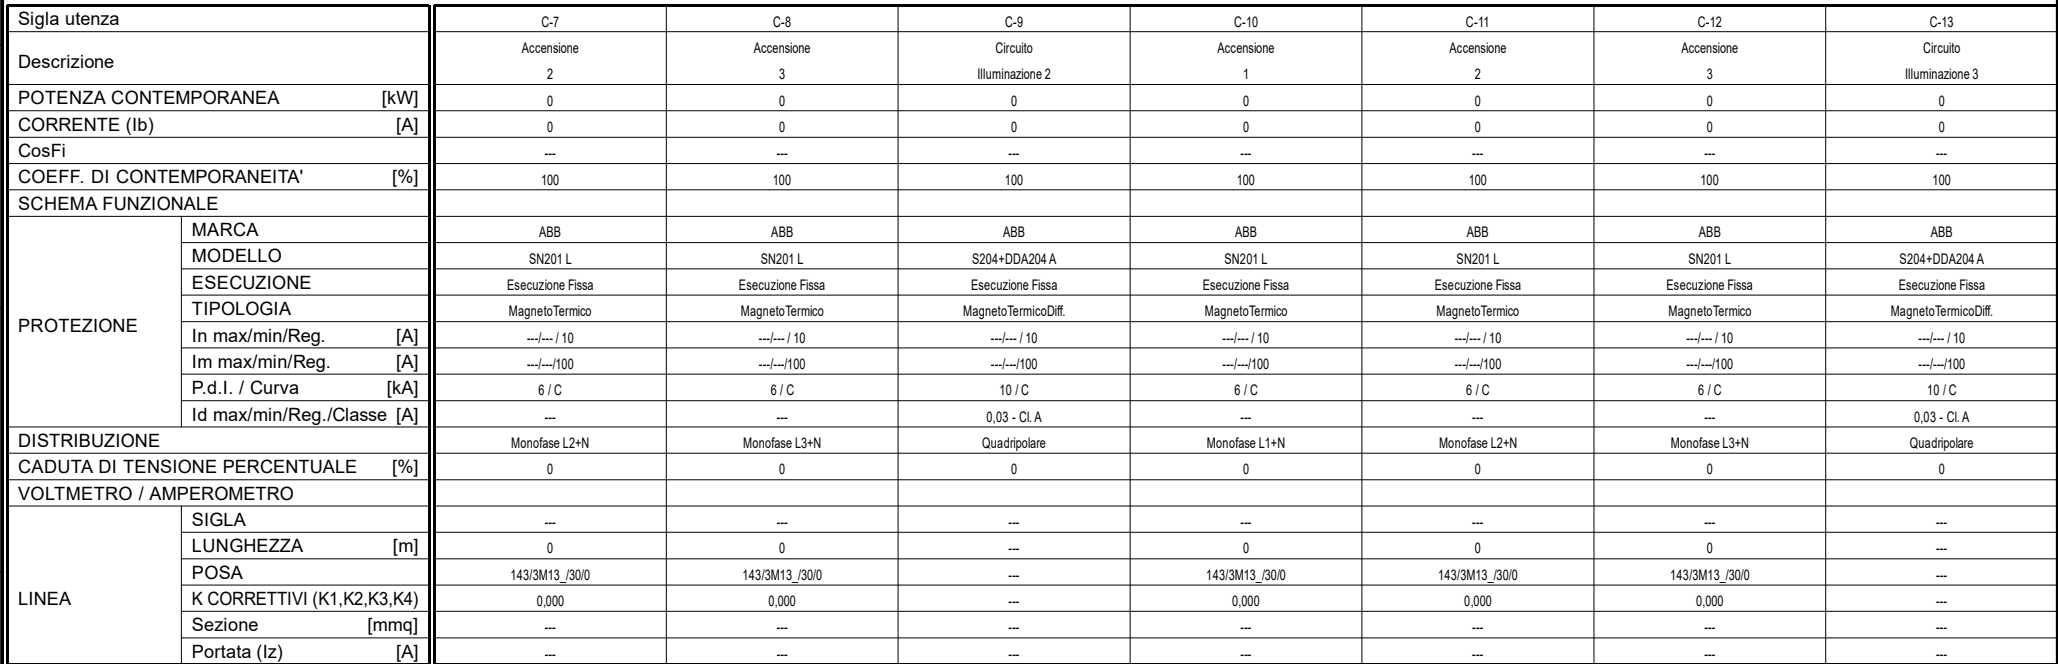 Sigla utenza C-7 C-8 C-9 C-10 C-11 C-12 C-13
Descrizione
Accensione Accensione Circuito Accensione Accensione Accensione Circuito
2 3 Illuminazione 2 1 2 3 Illuminazione 3
POTENZA CONTEMPORANEA [kW] 0 0 0 0 0 0 0
CORRENTE (Ib) [A] 0 0 0 0 0 0 0
CosFi --- --- --- --- --- --- ---
COEFF. DI CONTEMPORANEITA' [%] 100 100 100 100 100 100 100
SCHEMA FUNZIONALE
PROTEZIONE
MARCA ABB ABB ABB ABB ABB ABB ABB
MODELLO SN201 L SN201 L S204+DDA204 A SN201 L SN201 L SN201 L S204+DDA204 A
ESECUZIONE Esecuzione Fissa Esecuzione Fissa Esecuzione Fissa Esecuzione Fissa Esecuzione Fissa Esecuzione Fissa Esecuzione Fissa
TIPOLOGIA MagnetoTermico MagnetoTermico MagnetoTermicoDiff. MagnetoTermico MagnetoTermico MagnetoTermico MagnetoTermicoDiff.
In max/min/Reg. [A] ---/--- / 10 ---/--- / 10 ---/--- / 10 ---/--- / 10 ---/--- / 10 ---/--- / 10 ---/--- / 10
Im max/min/Reg. [A] ---/---/100 ---/---/100 ---/---/100 ---/---/100 ---/---/100 ---/---/100 ---/---/100
P.d.I. / Curva [kA] 6 / C 6 / C 10 / C 6 / C 6 / C 6 / C 10 / C
Id max/min/Reg./Classe [A] --- --- 0,03 - Cl. A --- --- --- 0,03 - Cl. A
DISTRIBUZIONE Monofase L2+N Monofase L3+N Quadripolare Monofase L1+N Monofase L2+N Monofase L3+N Quadripolare
CADUTA DI TENSIONE PERCENTUALE [%] 0 0 0 0 0 0 0
VOLTMETRO / AMPEROMETRO
LINEA
SIGLA --- --- --- --- --- --- ---
LUNGHEZZA [m] 0 0 --- 0 0 0 ---
POSA 143/3M13_/30/0 143/3M13_/30/0 --- 143/3M13_/30/0 143/3M13_/30/0 143/3M13_/30/0 ---
K CORRETTIVI (K1,K2,K3,K4) 0,000 0,000 --- 0,000 0,000 0,000 ---
Sezione [mmq] --- --- --- --- --- --- ---
Portata (Iz) [A] --- --- --- --- --- --- ---